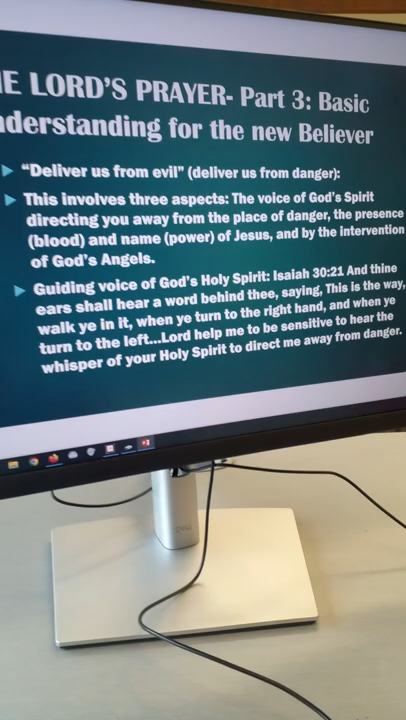 E LORD'S PRAYER- Part 3: Basic
derstanding for the new Believer
"Deliver us from evil" (deliver us from danger):
This involves three aspects: The voice of God's Spirit
directing you away from the place of danger, the presence
(blood) and name (power) of Jesus, and by the intervention
of God's Angels.
Guiding voice of God's Holy Spirit: Isaiah 30:21 And thine
ears shall hear a word behind thee, saying, This is the way,
walk ye in it, when ye turn to the right hand, and when ye
turn to the left...Lord help me to be sensitive to hear the
whisper of your Holy Spirit to direct me away from danger.
DELL